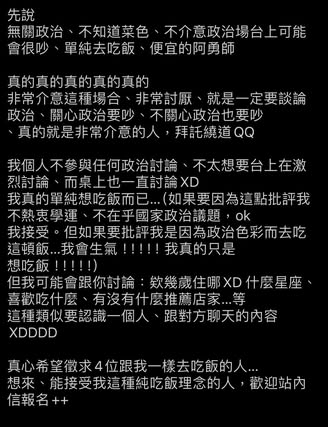 先說
無關政治、不知道菜色、不介意政治場台上可能
會很吵、單純去吃飯、便宜的阿勇師
真的真的真的真的真的
非常介意這種場合、非常討厭、就是一定要談論
政治、關心政治要吵、不關心政治也要吵
、真的就是非常介意的人，拜託繞道QQ
我個人不參與任何政治討論、不太想要台上在激
烈討論、而桌上也一直討論XD
我真的單純想吃飯而已...(如果要因為這點批評我
不熱衷學運、不在乎國家政治議題，ok
我接受。但如果要批評我是因為政治色彩而去吃
這頓飯...我會生氣！！！！！我真的只是
想吃飯！！！！！)
但我可能會跟你討論：欸幾歲住哪XD 什麼星座、
喜歡吃什麼、有沒有什麼推薦店家...等
這種類似要認識一個人、跟對方聊天的內容
XDDDD
真心希望徵求4位跟我一樣去吃飯的人...
想來、能接受我這種純吃飯理念的人，歡迎站內
信報名++